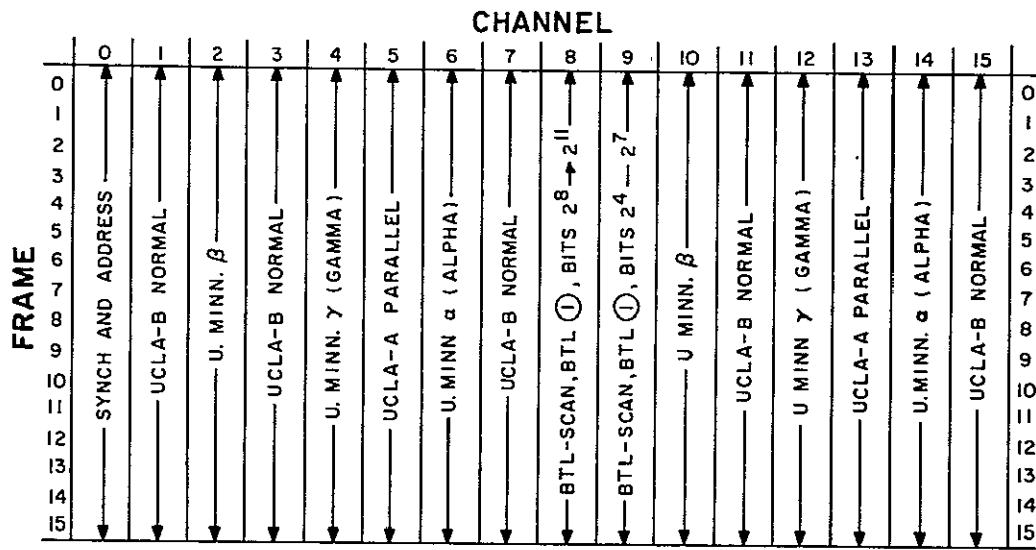 CHANNEL
0 1 2 3 4 5 6 7 8 9 10 11 12 13 14 15
FRAME
0
1
2
3
4
5
6
7
8
9
10
11
12
13
14
15
SYNCH AND ADDRESS
UCLA-B NORMAL
U. MINN. β
UCLA-B NORMAL
U. MINN. γ (GAMMA)
UCLA-A PARALLEL
U. MINN α (ALPHA)
UCLA-B NORMAL
BTL-SCAN, BTL ①, BITS 2⁸ → 2¹¹
BTL-SCAN, BTL ①, BITS 2⁴ — 2⁷
U MINN. β
UCLA-B NORMAL
U MINN γ (GAMMA)
UCLA-A PARALLEL
U. MINN. α (ALPHA)
UCLA-B NORMAL
0
1
2
3
4
5
6
7
8
9
10
11
12
13
14
15